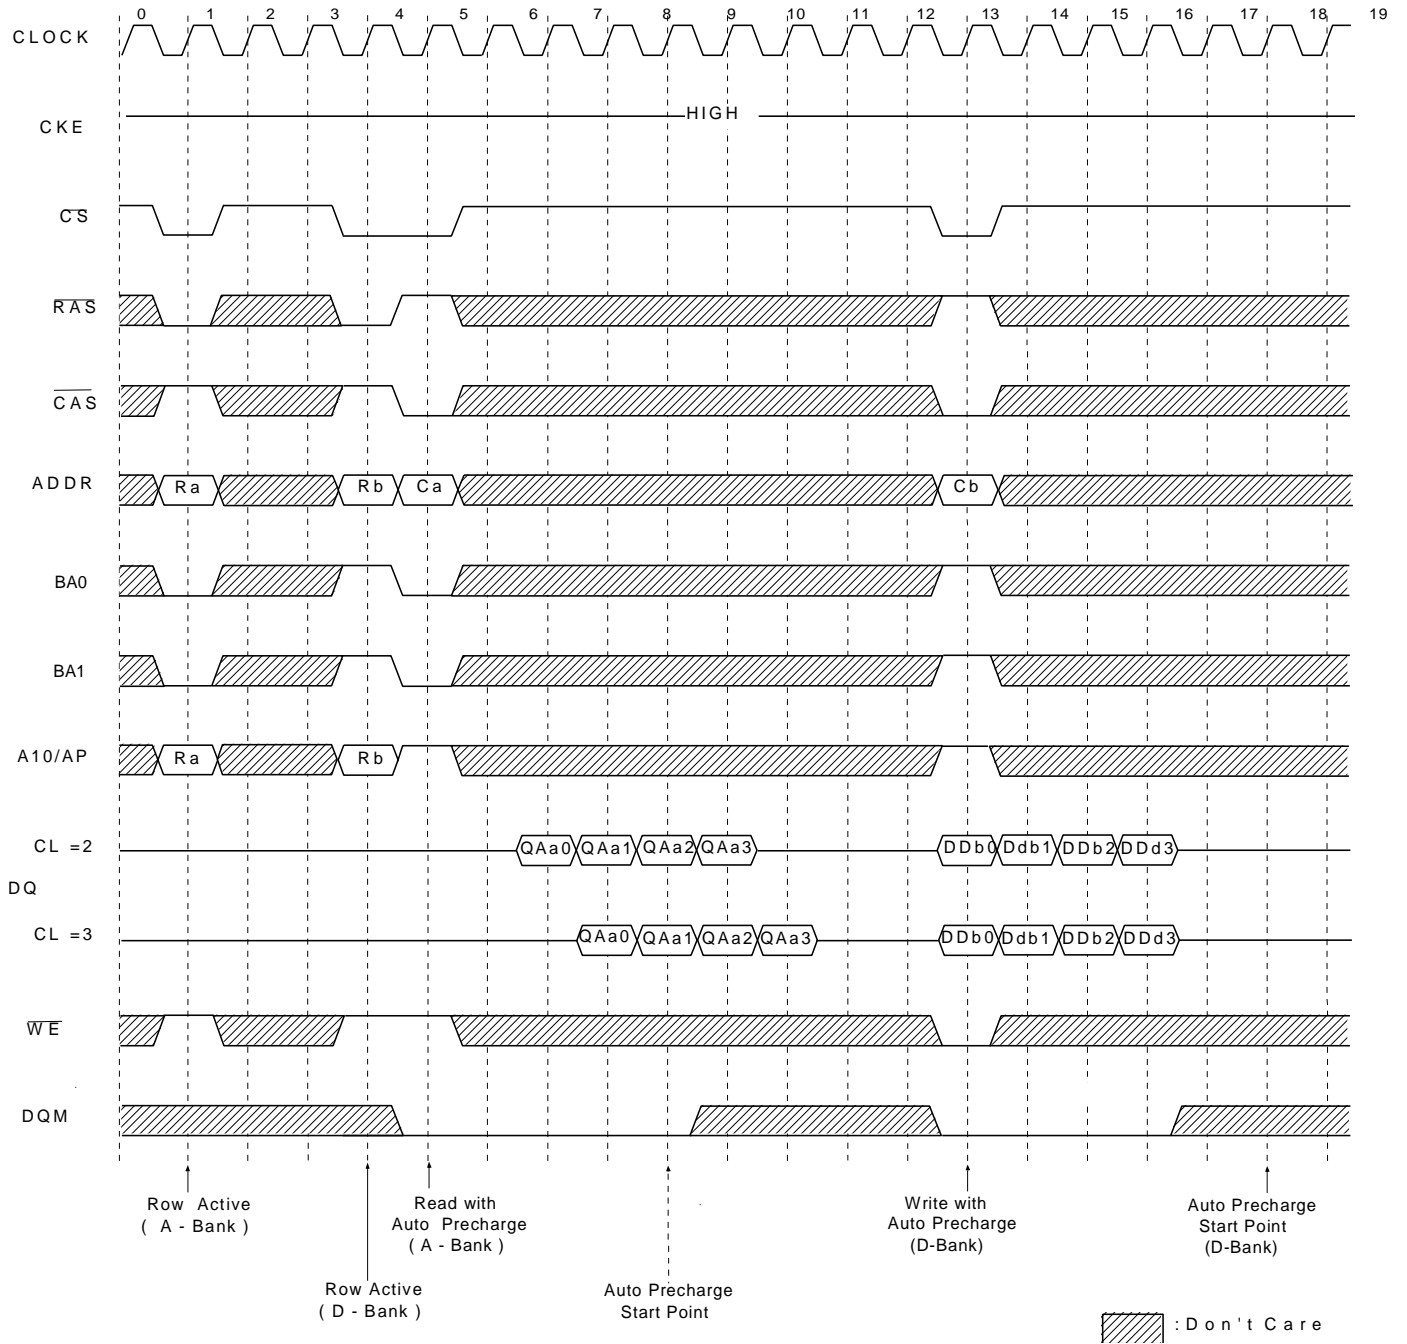 0 1 2 3 4 5 6 7 8 9 10 11 12 13 14 15 16 17 18 19
CLOCK
HIGH
CKE
CS
RAS
CAS
ADDR Ra Rb Ca Cb
BA0
BA1
A10/AP Ra Rb
CL =2 QAa0 QAa1 QAa2 QAa3 DDb0 Ddb1 DDb2 DDd3
DQ
CL =3 QAa0 QAa1 QAa2 QAa3 DDb0 Ddb1 DDb2 DDd3
WE
DQM
Row Active
( A - Bank )
Read with
Auto Precharge
( A - Bank )
Write with
Auto Precharge
(D-Bank)
Auto Precharge
Start Point
(D-Bank)
Row Active
( D - Bank )
Auto Precharge
Start Point
:Don't Care